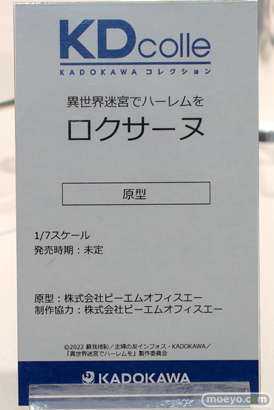 KDcolle
KADOKAWA コレクション
異世界迷宮でハーレムを
ロクサーヌ
原型
1/7スケール
発売時期：未定
原型：株式会社ピーエムオフィスエー
制作協力：株式会社ピーエムオフィスエー
©2022 蘇我捨恥／主婦の友インフォス・KADOKAWA／
「異世界迷宮でハーレムを」製作委員会
KADOKAWA
moeyo.com